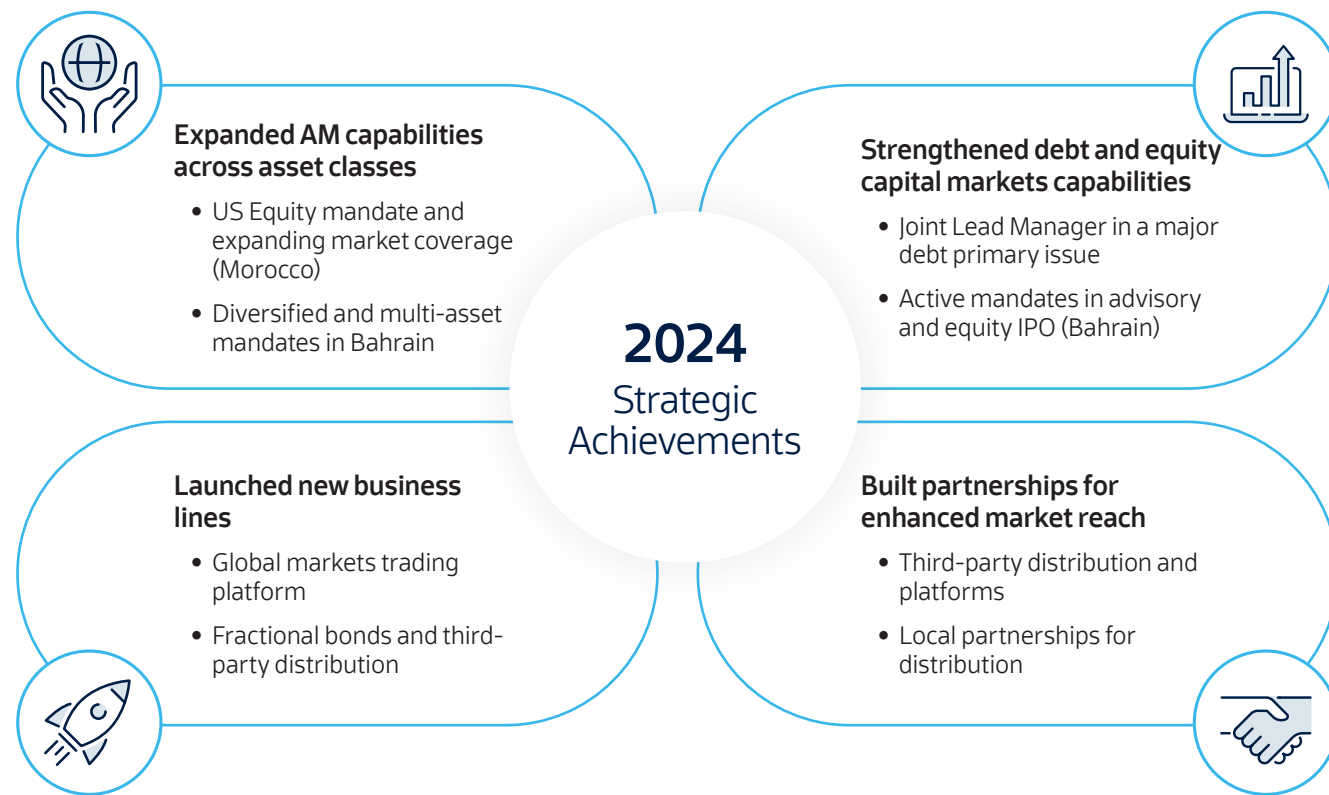 Expanded AM capabilities
across asset classes
• US Equity mandate and
expanding market coverage
(Morocco)
• Diversified and multi-asset
mandates in Bahrain
Strengthened debt and equity
capital markets capabilities
• Joint Lead Manager in a major
debt primary issue
• Active mandates in advisory
and equity IPO (Bahrain)
2024
Strategic
Achievements
Launched new business
lines
• Global markets trading
platform
• Fractional bonds and third-
party distribution
Built partnerships for
enhanced market reach
• Third-party distribution and
platforms
• Local partnerships for
distribution